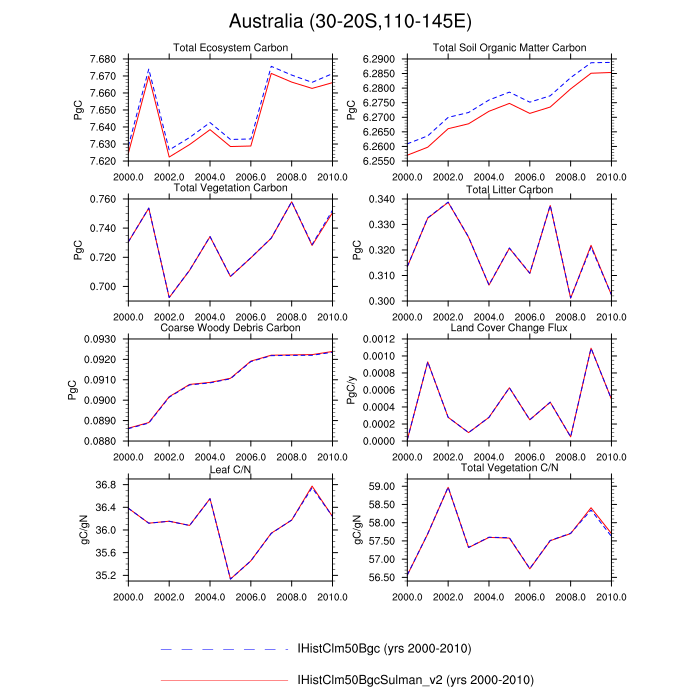 Australia (30-20S,110-145E)
Total Ecosystem Carbon
PgC
7.680
7.670
7.660
7.650
7.640
7.630
7.620
2000.0 2002.0 2004.0 2006.0 2008.0 2010.0
Total Soil Organic Matter Carbon
PgC
6.2900
6.2850
6.2800
6.2750
6.2700
6.2650
6.2600
6.2550
2000.0 2002.0 2004.0 2006.0 2008.0 2010.0
Total Vegetation Carbon
PgC
0.760
0.740
0.720
0.700
2000.0 2002.0 2004.0 2006.0 2008.0 2010.0
Total Litter Carbon
PgC
0.340
0.330
0.320
0.310
0.300
2000.0 2002.0 2004.0 2006.0 2008.0 2010.0
Coarse Woody Debris Carbon
PgC
0.0930
0.0920
0.0910
0.0900
0.0890
0.0880
2000.0 2002.0 2004.0 2006.0 2008.0 2010.0
Land Cover Change Flux
PgC/y
0.0012
0.0010
0.0008
0.0006
0.0004
0.0002
0.0000
2000.0 2002.0 2004.0 2006.0 2008.0 2010.0
Leaf C/N
gC/gN
36.8
36.4
36.0
35.6
35.2
2000.0 2002.0 2004.0 2006.0 2008.0 2010.0
Total Vegetation C/N
gC/gN
59.00
58.50
58.00
57.50
57.00
56.50
2000.0 2002.0 2004.0 2006.0 2008.0 2010.0
IHistClm50Bgc (yrs 2000-2010)
IHistClm50BgcSulman_v2 (yrs 2000-2010)